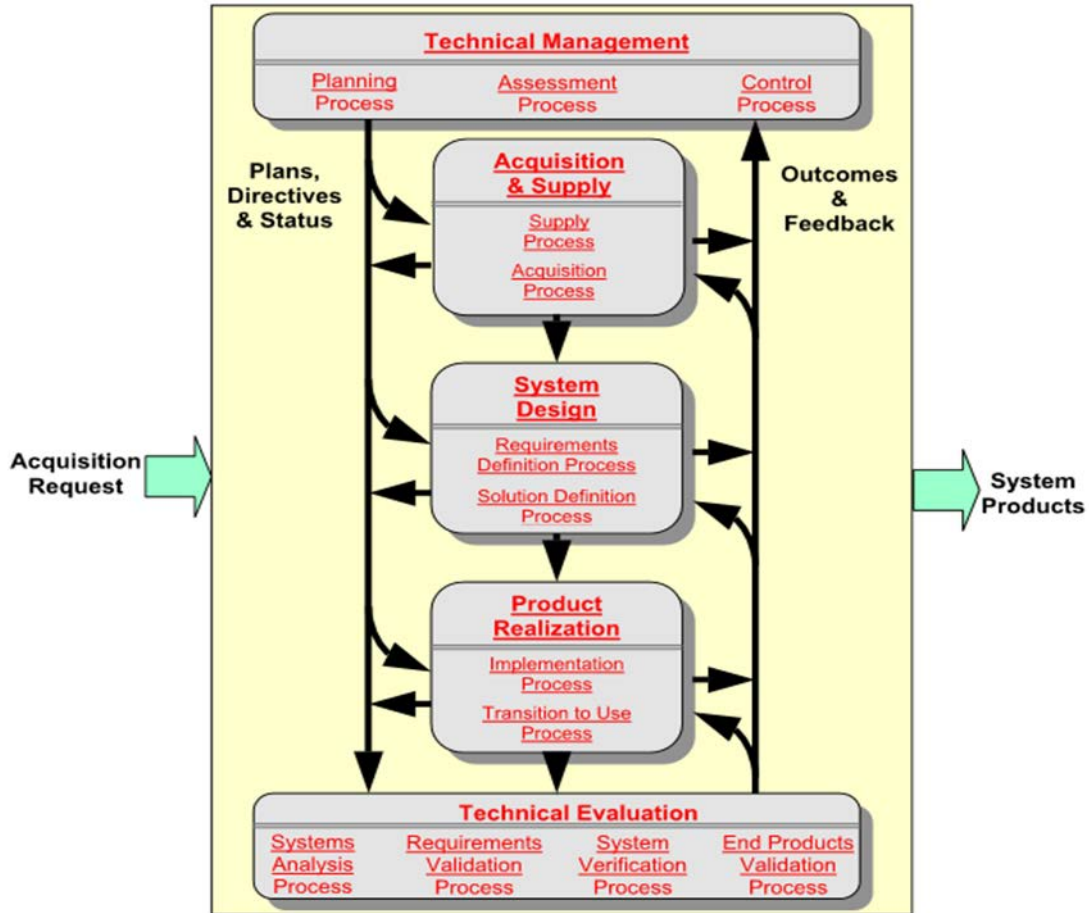 Technical Management
Planning
Process
Assessment
Process
Control
Process
Plans,
Directives
& Status
Acquisition
& Supply
Supply
Process
Acquisition
Process
Outcomes
&
Feedback
System
Design
Requirements
Definition Process
Solution Definition
Process
Acquisition
Request
System
Products
Product
Realization
Implementation
Process
Transition to Use
Process
Technical Evaluation
Systems
Analysis
Process
Requirements
Validation
Process
System
Verification
Process
End Products
Validation
Process